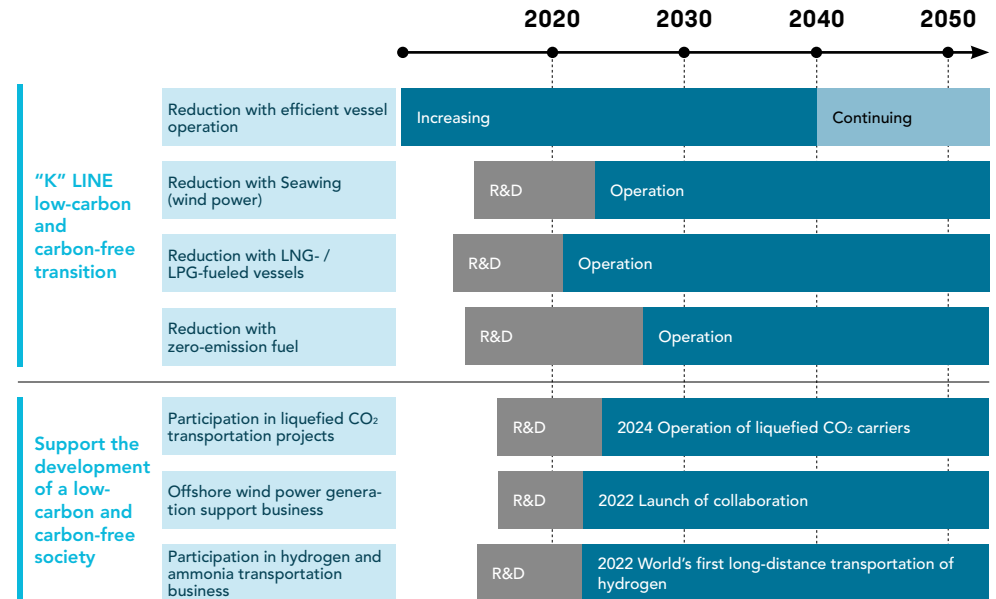 2020 2030 2040 2050
“K” LINE
low-carbon
and
carbon-free
transition
Reduction with efficient vessel
operation
Increasing
Continuing
Reduction with Seawing
(wind power)
R&D
Operation
Reduction with LNG- /
LPG-fueled vessels
R&D
Operation
Reduction with
zero-emission fuel
R&D
Operation
Support the
development
of a low-
carbon and
carbon-free
society
Participation in liquefied CO₂
transportation projects
R&D
2024 Operation of liquefied CO₂ carriers
Offshore wind power genera-
tion support business
R&D
2022 Launch of collaboration
Participation in hydrogen and
ammonia transportation
business
R&D
2022 World’s first long-distance transportation of
hydrogen